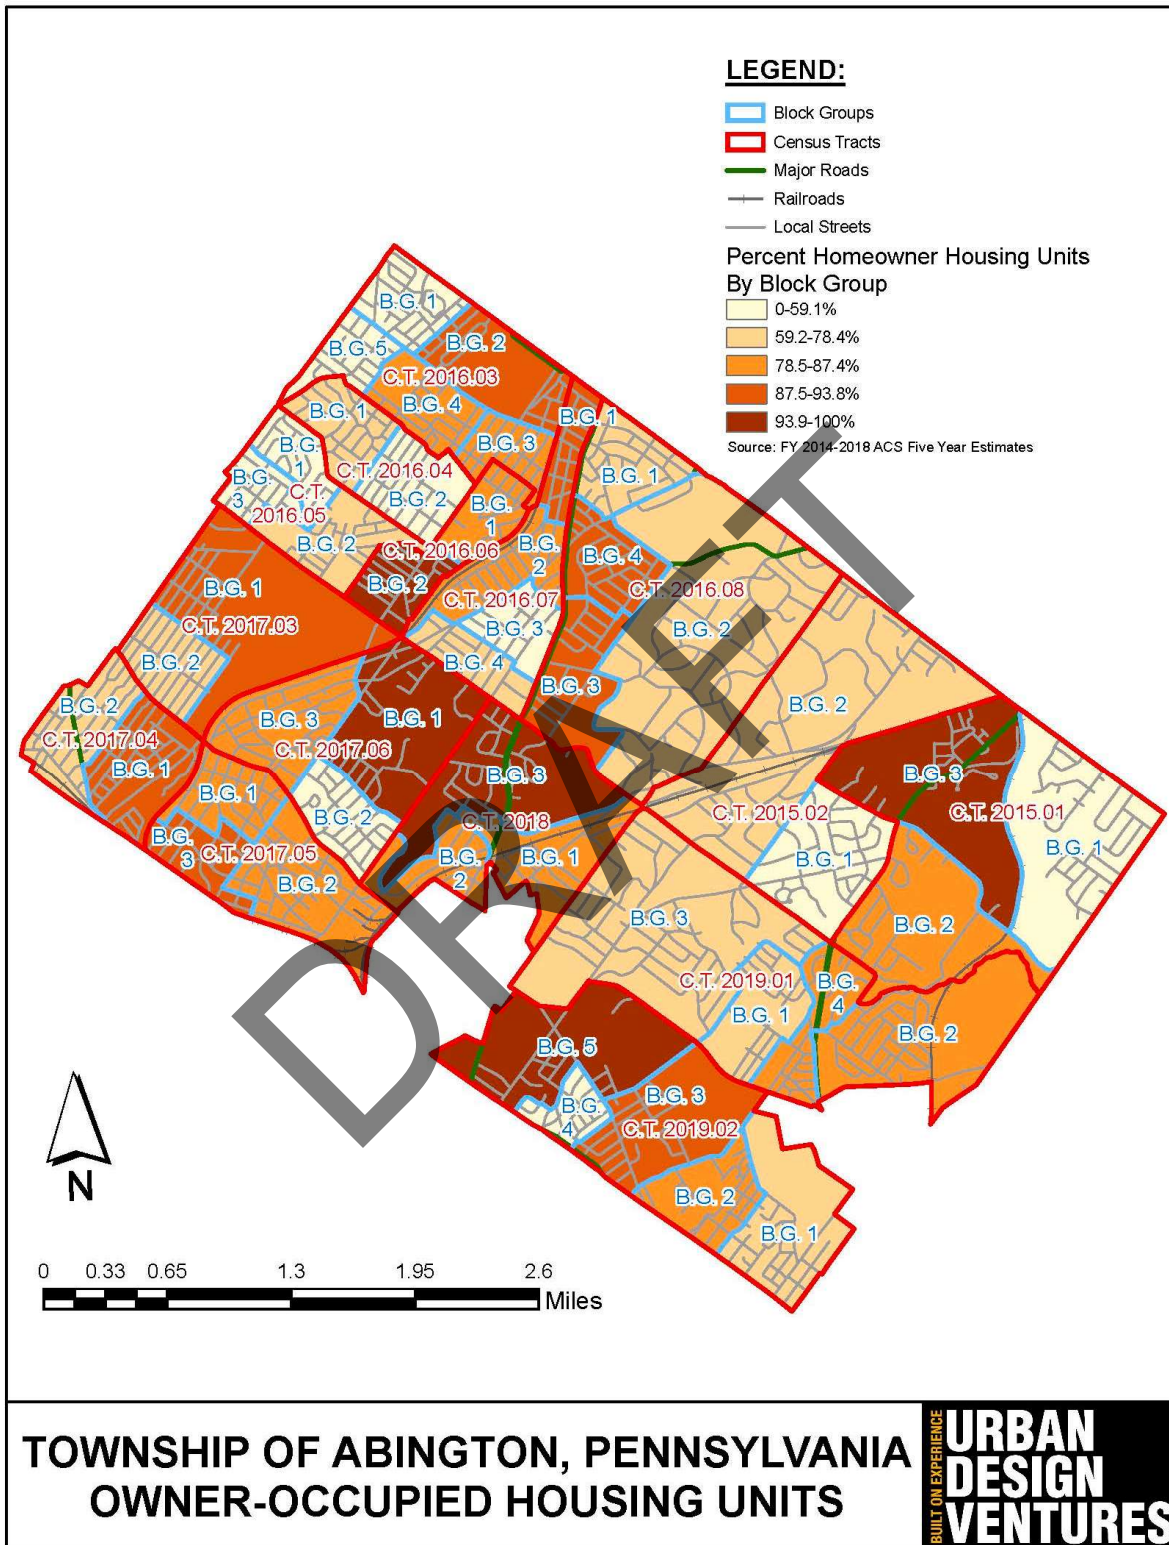 LEGEND:
Block Groups
Census Tracts
Major Roads
Railroads
Local Streets
Percent Homeowner Housing Units
By Block Group
0-59.1%
59.2-78.4%
78.5-87.4%
87.5-93.8%
93.9-100%
Source: FY 2014-2018 ACS Five Year Estimates
B.G. 1
B.G. 2
B.G. 5
C.T. 2016.03
B.G. 1
B.G. 4
B.G. 1
B.G. 3
B.G.
1
C.T. 2016.04
B.G. 1
B.G.
3
C.T.
2016.05
B.G. 2
B.G.
1
B.G. 2
C.T. 2016.06
B.G.
2
B.G. 4
B.G. 2
C.T. 2016.07
C.T. 2016.08
B.G. 1
B.G. 3
B.G. 2
C.T. 2017.03
B.G. 2
B.G. 4
B.G. 3
B.G. 2
B.G. 2
B.G. 3
B.G. 1
C.T. 2017.04
C.T. 2017.06
B.G. 1
B.G. 3
B.G. 3
B.G. 1
B.G. 2
C.T. 2018
C.T. 2015.02
C.T. 2015.01
B.G.
3
C.T. 2017.05
B.G. 2
B.G.
2
B.G. 1
B.G. 1
B.G. 1
B.G. 3
B.G. 2
C.T. 2019.01
B.G. 1
B.G.
4
B.G. 2
B.G. 5
B.G.
4
B.G. 3
C.T. 2019.02
B.G. 2
B.G. 1
DRAFT
N
0 0.33 0.65 1.3 1.95 2.6
Miles
TOWNSHIP OF ABINGTON, PENNSYLVANIA
OWNER-OCCUPIED HOUSING UNITS
BUILT ON EXPERIENCE
URBAN
DESIGN
VENTURES